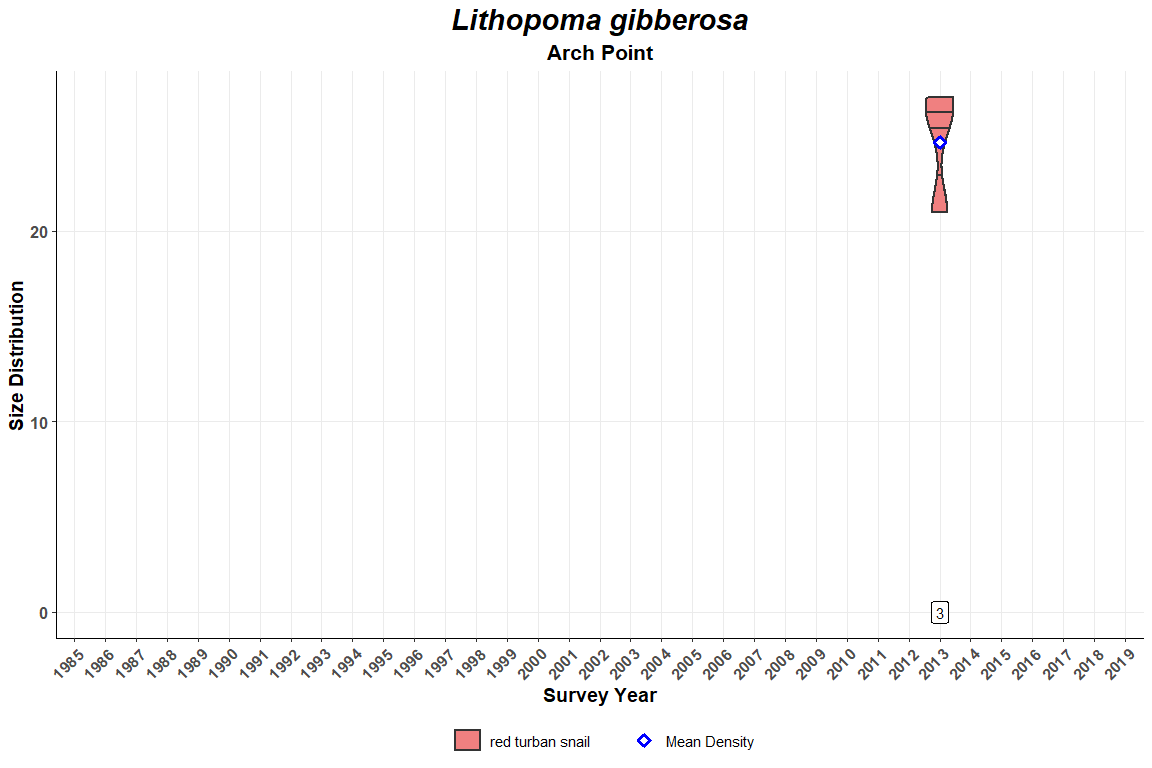 Lithopoma gibberosa
Arch Point
Size Distribution
20
10
0
3
1985 1986 1987 1988 1989 1990 1991 1992 1993 1994 1995 1996 1997 1998 1999 2000 2001 2002 2003 2004 2005 2006 2007 2008 2009 2010 2011 2012 2013 2014 2015 2016 2017 2018 2019
Survey Year
red turban snail Mean Density